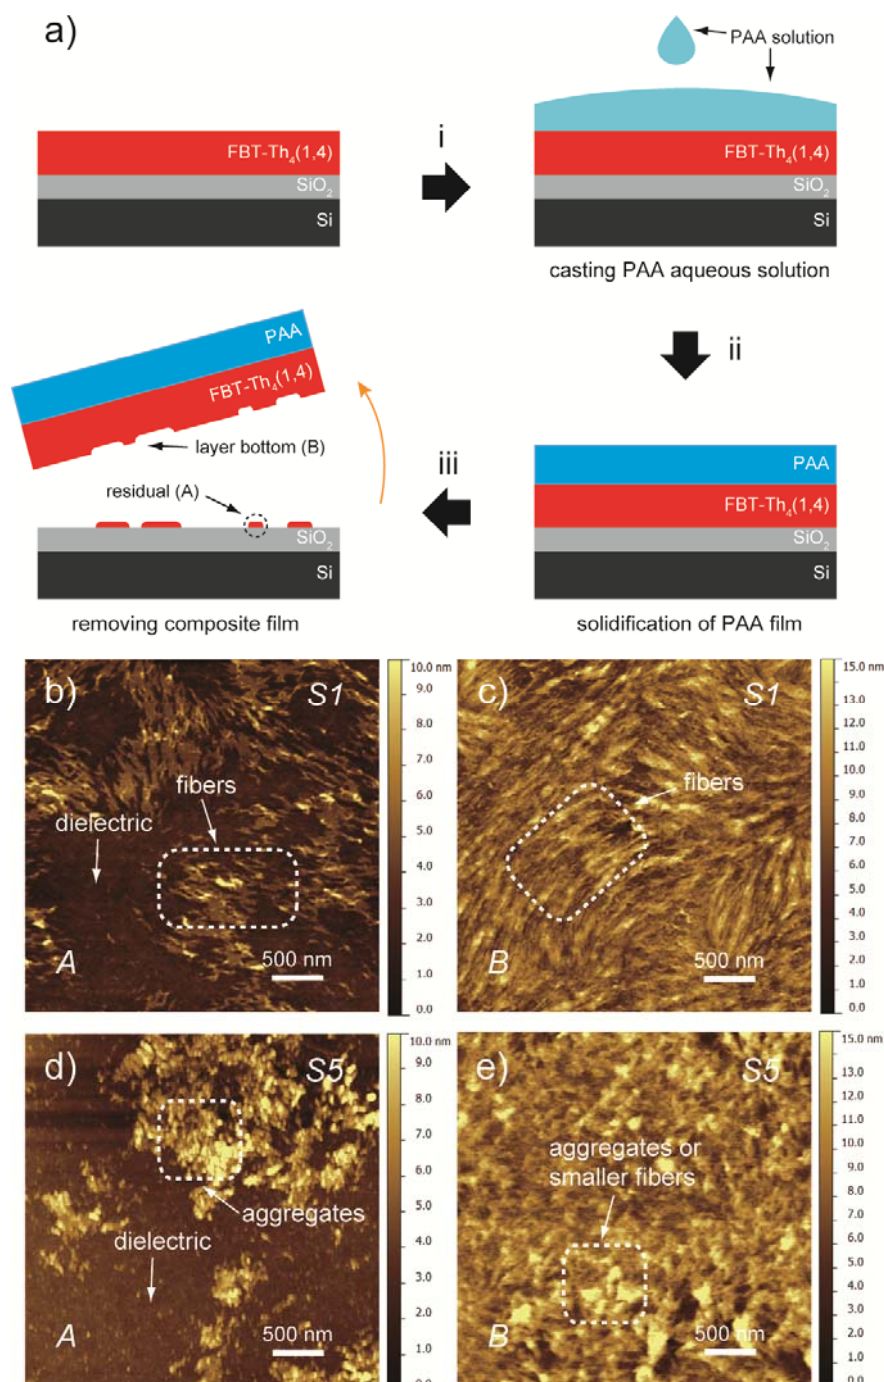 a)
PAA solution
FBT-Th₄(1,4)
SiO₂
Si
i
FBT-Th₄(1,4)
SiO₂
Si
casting PAA aqueous solution
ii
PAA
FBT-Th₄(1,4)
layer bottom (B)
residual (A)
SiO₂
Si
removing composite film
iii
PAA
FBT-Th₄(1,4)
SiO₂
Si
solidification of PAA film
b)
S1
fibers
dielectric
A
500 nm
10.0 nm
9.0
8.0
7.0
6.0
5.0
4.0
3.0
2.0
1.0
0.0
c)
S1
fibers
B
500 nm
15.0 nm
13.0
12.0
11.0
10.0
9.0
8.0
7.0
6.0
5.0
4.0
3.0
2.0
1.0
0.0
d)
S5
aggregates
dielectric
A
500 nm
10.0 nm
9.0
8.0
7.0
6.0
5.0
4.0
3.0
2.0
1.0
0.0
e)
S5
aggregates or
smaller fibers
B
500 nm
15.0 nm
13.0
12.0
11.0
10.0
9.0
8.0
7.0
6.0
5.0
4.0
3.0
2.0
1.0
0.0